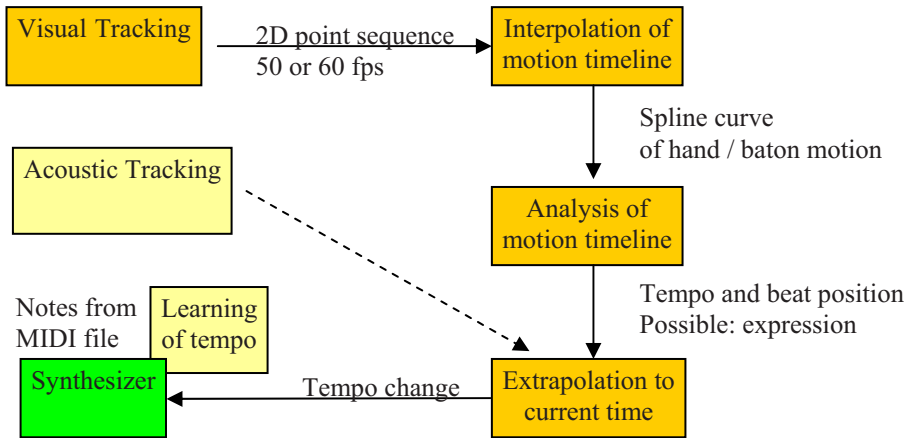 Visual Tracking
2D point sequence
50 or 60 fps
Interpolation of
motion timeline
Spline curve
of hand / baton motion
Acoustic Tracking
Analysis of
motion timeline
Tempo and beat position
Possible: expression
Notes from
MIDI file
Learning
of tempo
Synthesizer
Tempo change
Extrapolation to
current time